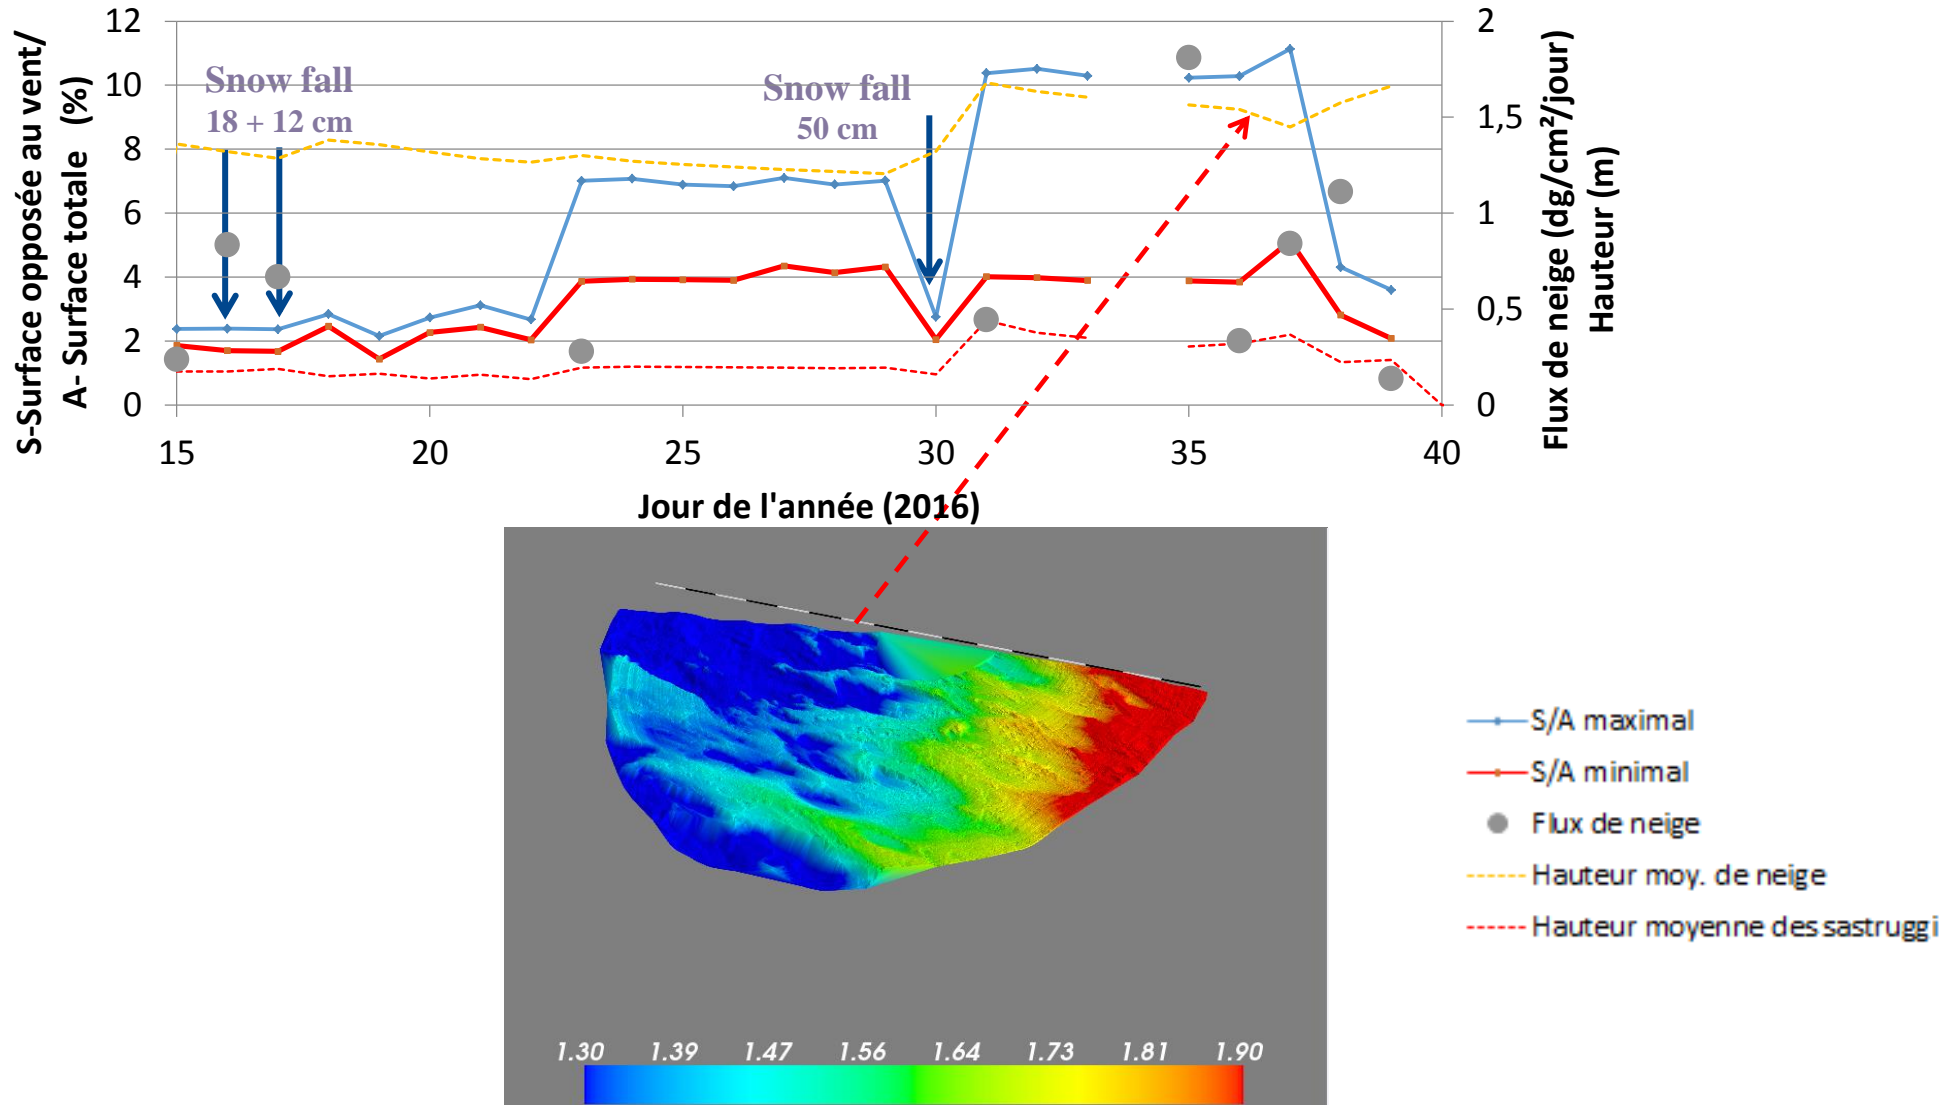 S-Surface opposée au vent/
A- Surface totale (%)
12
10
8
6
4
2
0
Snow fall
18 + 12 cm
Snow fall
50 cm
2
1,5
1
0,5
0
Flux de neige (dg/cm²/jour)
Hauteur (m)
15 20 25 30 35 40
Jour de l'année (2016)
S/A maximal
S/A minimal
Flux de neige
Hauteur moy. de neige
Hauteur moyenne des sastruggi
1.30 1.39 1.47 1.56 1.64 1.73 1.81 1.90